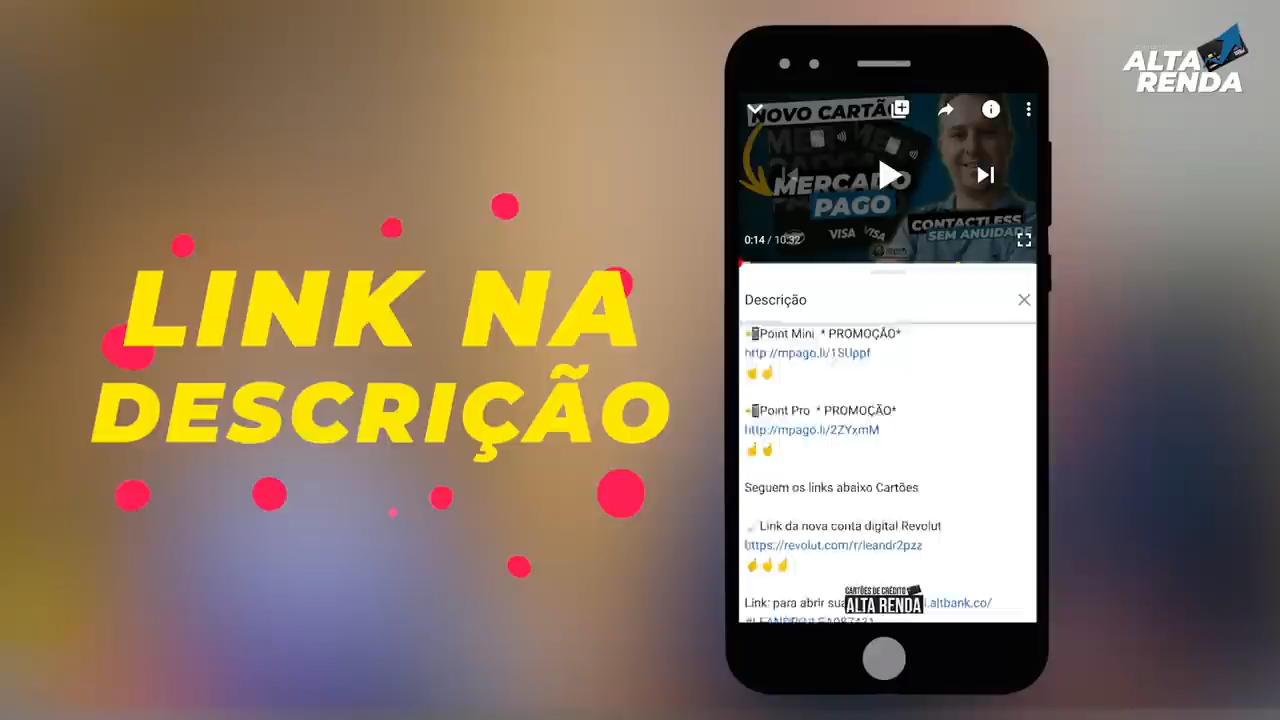 ALTA
RENDA
LINK NA
DESCRIÇÃO
NOVO CARTÃO
MERCADO
PAGO
CONTACTLESS
SEM ANUIDADE
VISA
VISA
0:14 / 10:32
Descrição
Point Mini * PROMOÇÃO*
http://mpago.li/1SUppf
Point Pro * PROMOÇÃO*
http://mpago.li/2ZYxmM
Seguem os links abaixo Cartões
Link da nova conta digital Revolut
https://revolut.com/r/leandr2pzz
Link: para abrir sua
.altbank.co/
CARTÕES DE CRÉDITO
ALTA RENDA